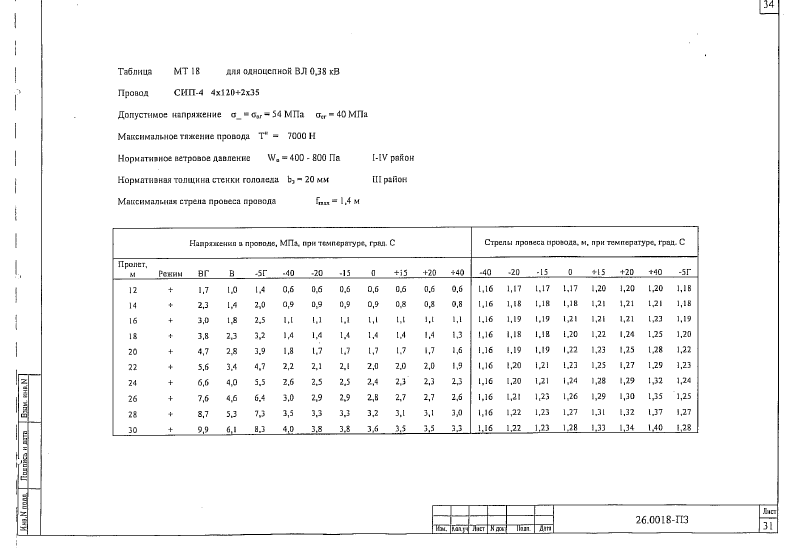 34
Таблица МТ 18 для одноцепной ВЛ 0,38 кВ
Провод СИП-4 4х120+2х35
Допустимое напряжение σ_ = σвг = 54 МПа σсг = 40 МПа
Максимальное тяжение провода Tн = 7000 Н
Нормативное ветровое давление Wо = 400 - 800 Па I-IV район
Нормативная толщина стенки гололеда bэ = 20 мм III район
Максимальная стрела провеса провода fmax = 1,4 м
Напряжения в проводе, МПа, при температуре, град. С Стрелы провеса провода, м, при температуре, град. С
Пролет, м Режим ВГ В -5Г -40 -20 -15 0 +15 +20 +40 -40 -20 -15 0 +15 +20 +40 -5Г
12 + 1,7 1,0 1,4 0,6 0,6 0,6 0,6 0,6 0,6 0,6 1,16 1,17 1,17 1,17 1,20 1,20 1,20 1,18
14 + 2,3 1,4 2,0 0,9 0,9 0,9 0,9 0,8 0,8 0,8 1,16 1,18 1,18 1,18 1,21 1,21 1,21 1,18
16 + 3,0 1,8 2,5 1,1 1,1 1,1 1,1 1,1 1,1 1,1 1,16 1,19 1,19 1,21 1,21 1,21 1,23 1,19
18 + 3,8 2,3 3,2 1,4 1,4 1,4 1,4 1,4 1,4 1,3 1,16 1,18 1,18 1,20 1,22 1,24 1,25 1,20
20 + 4,7 2,8 3,9 1,8 1,7 1,7 1,7 1,7 1,7 1,6 1,16 1,19 1,19 1,22 1,23 1,25 1,28 1,22
22 + 5,6 3,4 4,7 2,2 2,1 2,1 2,0 2,0 2,0 1,9 1,16 1,20 1,21 1,23 1,25 1,27 1,29 1,23
24 + 6,6 4,0 5,5 2,6 2,5 2,5 2,4 2,3 2,3 2,3 1,16 1,20 1,21 1,24 1,28 1,29 1,32 1,24
26 + 7,6 4,6 6,4 3,0 2,9 2,9 2,8 2,7 2,7 2,6 1,16 1,21 1,23 1,26 1,29 1,30 1,35 1,25
28 + 8,7 5,3 7,3 3,5 3,3 3,3 3,2 3,1 3,1 3,0 1,16 1,22 1,23 1,27 1,31 1,32 1,37 1,27
30 + 9,9 6,1 8,3 4,0 3,8 3,8 3,6 3,5 3,5 3,3 1,16 1,22 1,23 1,28 1,33 1,34 1,40 1,28
Взам. инв.N
Подпись и дата
Инв.N подл.
Изм. Кол.уч Лист N док Подп. Дата
26.0018-ПЗ
Лист
31